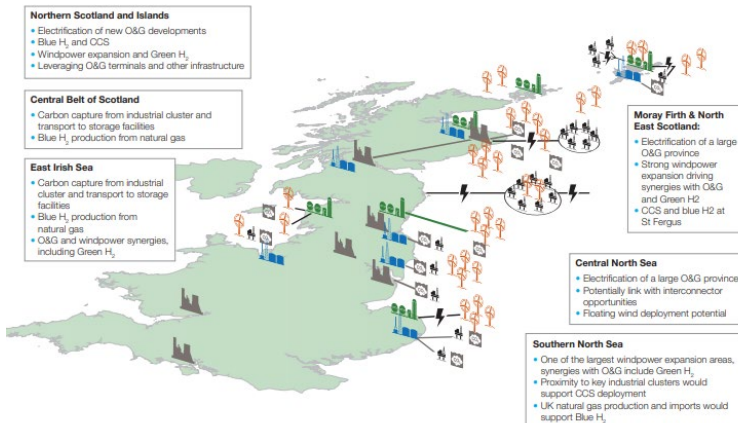 Northern Scotland and Islands
• Electrification of new O&G developments
• Blue H₂ and CCS
• Windpower expansion and Green H₂
• Leveraging O&G terminals and other infrastructure
Central Belt of Scotland
• Carbon capture from industrial cluster and
transport to storage facilities
• Blue H₂ production from natural gas
East Irish Sea
• Carbon capture from industrial
cluster and transport to storage
facilities
• Blue H₂ production from
natural gas
• O&G and windpower synergies,
including Green H₂
Moray Firth & North
East Scotland:
• Electrification of a large
O&G province
• Strong windpower
expansion driving
synergies with O&G
and Green H2
• CCS and blue H2 at
St Fergus
Central North Sea
• Electrification of a large O&G province
• Potentially link with interconnector
opportunities
• Floating wind deployment potential
Southern North Sea
• One of the largest windpower expansion areas,
synergies with O&G include Green H₂
• Proximity to key industrial clusters would
support CCS deployment
• UK natural gas production and imports would
support Blue H₂